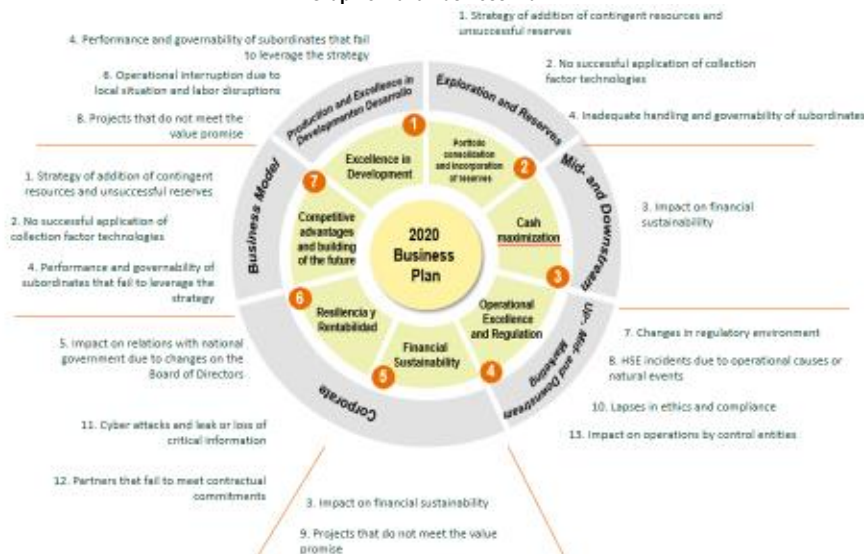 1. Strategy of addition of contingent resources and
unsuccessful reserves
2. No successful application of collection
factor technologies
4. Inadequate handling and governability of subordinates
4. Performance and governability of subordinates that fail
to leverage the strategy
6. Operational interruption due to
local situation and labor disruptions
8. Projects that do not meet the
value promise
1. Strategy of addition of contingent
resources and unsuccessful reserves
2. No successful application of
collection factor technologies
4. Performance and governability of
subordinates that fail to leverage the
strategy
5. Impact on relations with national
government due to changes on the
Board of Directors
11. Cyber attacks and leak or loss of
critical information
12. Partners that fail to meet contractual
commitments
3. Impact on financial sustainability
9. Projects that do not meet the value
promise
3. Impact on financial
sustainability
7. Changes in regulatory environment
8. HSE incidents due to operational causes or
natural events
10. Lapses in ethics and compliance
13. Impact on operations by control entities
Production and Excellence in
Developmenten Desarrollo
Exploration and Reserves
Mid- and Downstream
Up-, Mid- and Downstream
Marketing
Corporate
Business Model
1
Excellence in
Development
Portfolio
consolidation
and incorporation
of reserves
2
Cash
maximization
3
Operational
Excellence
and Regulation
4
Financial
Sustainability
5
Resiliencia y
Rentabilidad
6
Competitive
advantages
and building
of the future
7
2020
Business
Plan